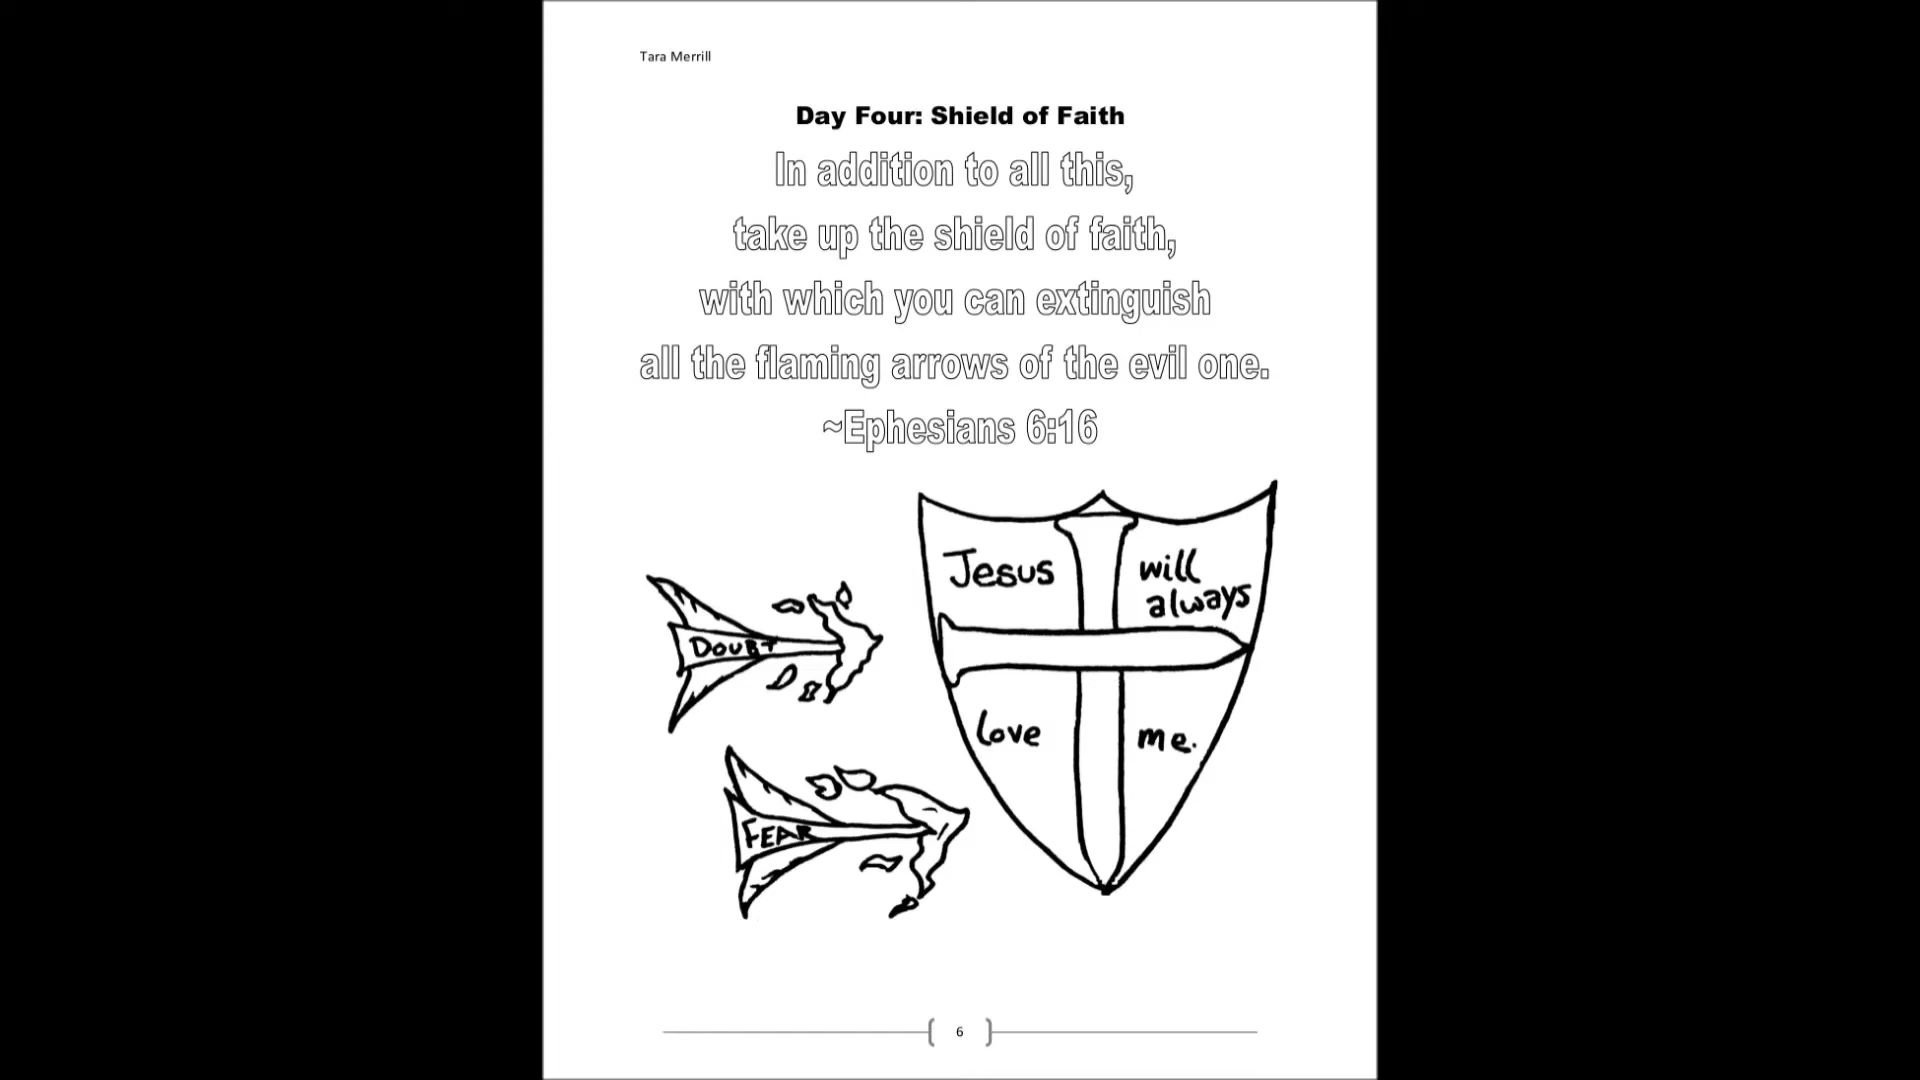 Tara Merrill
Day Four: Shield of Faith
In addition to all this,
take up the shield of faith,
with which you can extinguish
all the flaming arrows of the evil one.
~Ephesians 6:16
Jesus
will
always
love
me.
DOUBT
FEAR
6